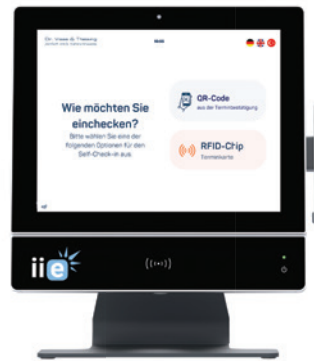 Wie möchten Sie
einchecken?
Bitte wählen Sie eine der
folgenden Optionen für den
Self-Check-in aus.
QR-Code
aus der Terminbestätigung
RFID-Chip
Terminkarte
iie